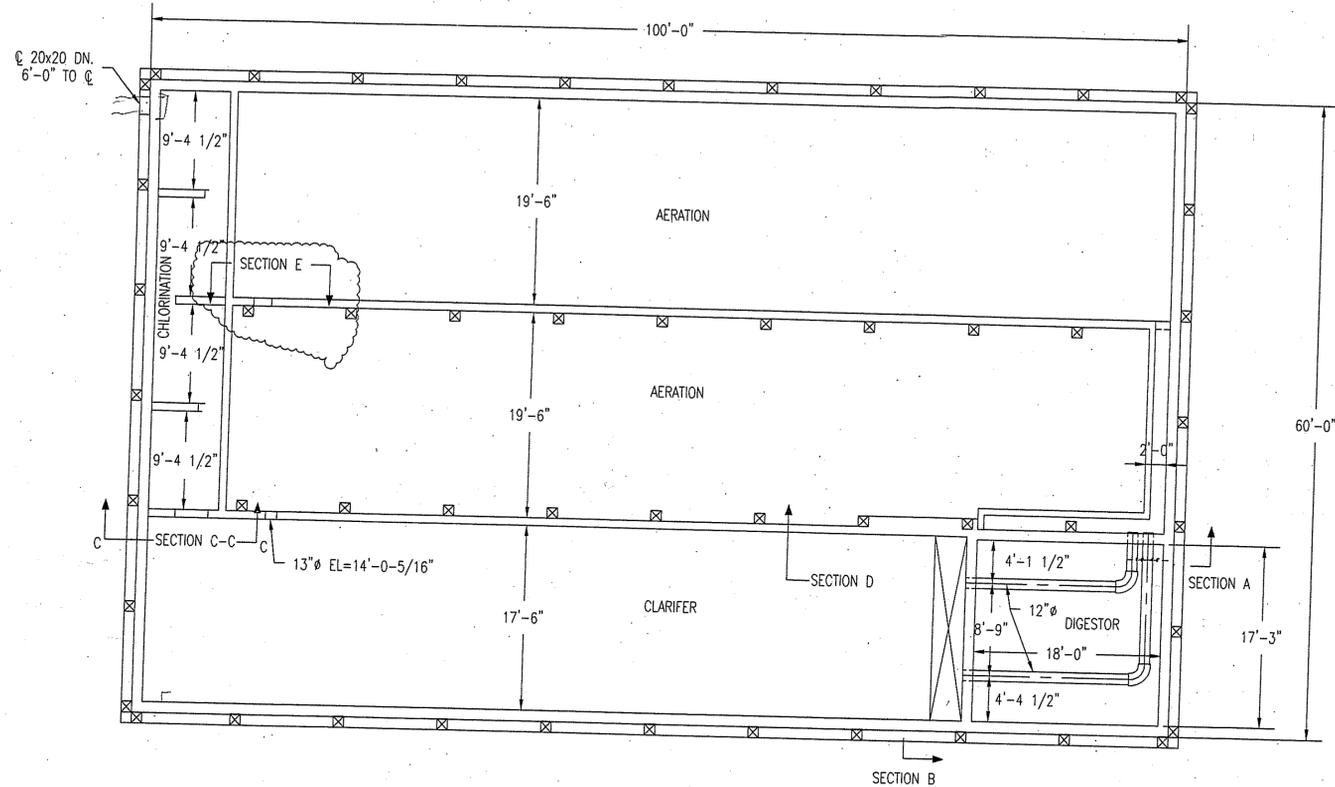 100'-0"
℄ 20x20 DN.
6'-0" TO ℄
9'-4 1/2"
19'-6"
AERATION
9'-4 1/2"
SECTION E
CHLORINATION
9'-4 1/2"
AERATION
19'-6"
60'-0"
2'-0"
9'-4 1/2"
C
SECTION C-C
C
13"ø EL=14'-0-5/16"
SECTION D
4'-1 1/2"
SECTION A
17'-6"
CLARIFER
12"ø
8'-9"
DIGESTOR
17'-3"
18'-0"
4'-4 1/2"
SECTION B